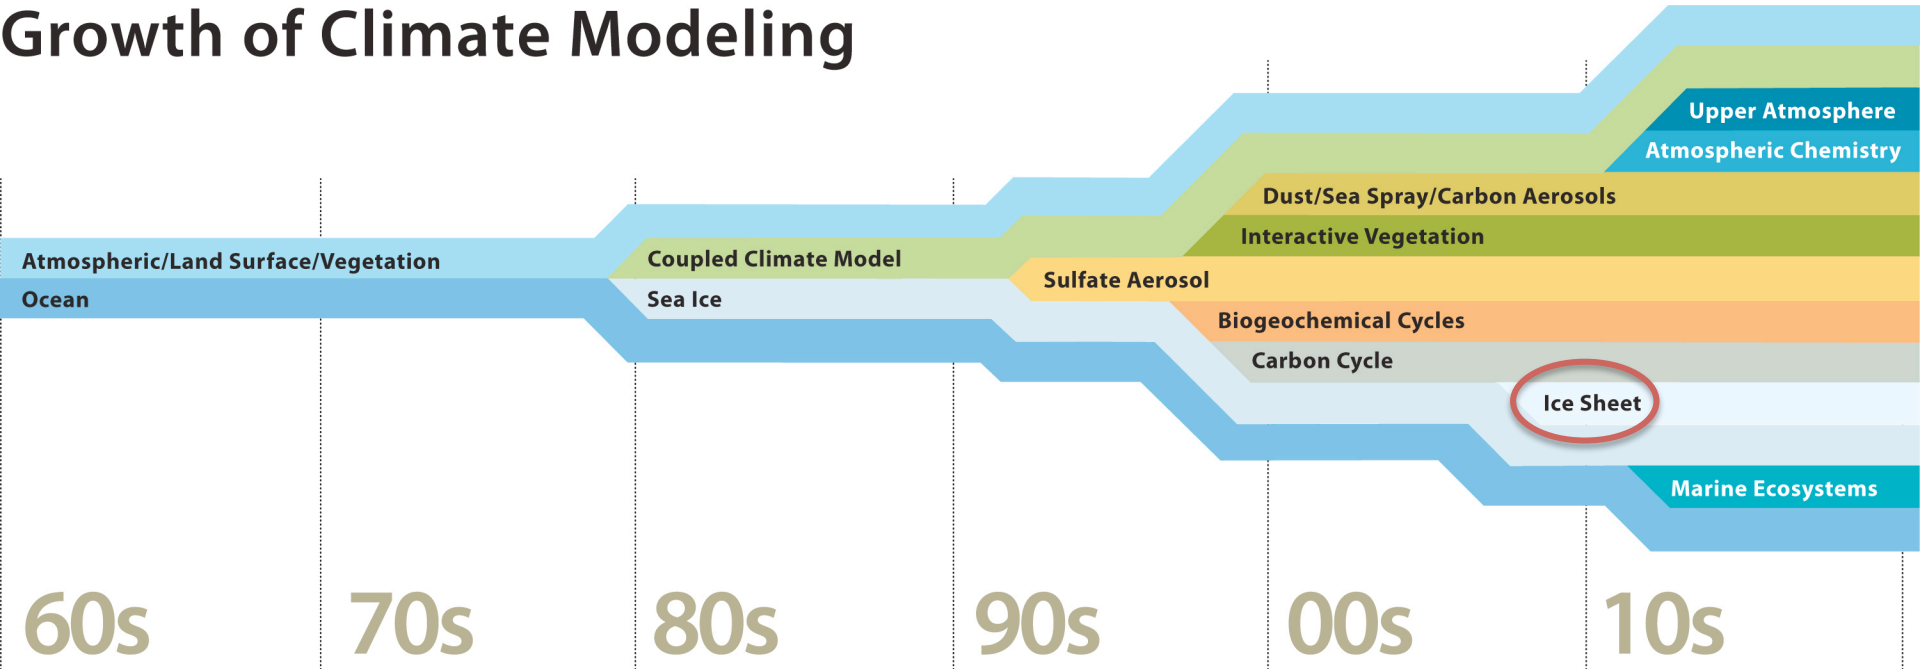 Growth of Climate Modeling
Upper Atmosphere
Atmospheric Chemistry
Dust/Sea Spray/Carbon Aerosols
Interactive Vegetation
Atmospheric/Land Surface/Vegetation
Coupled Climate Model
Sulfate Aerosol
Ocean
Sea Ice
Biogeochemical Cycles
Carbon Cycle
Ice Sheet
Marine Ecosystems
60s
70s
80s
90s
00s
10s